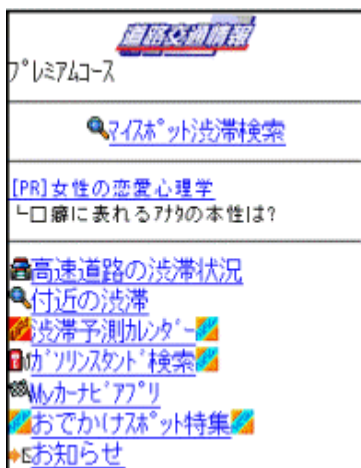 道路交通情報
ﾌﾟﾚﾐｱﾑｺｰｽ
ﾏｲｽﾎﾟｯﾄ渋滞検索
[PR]女性の恋愛心理学
└口癖に表れるｱﾅﾀの本性は?
高速道路の渋滞状況
付近の渋滞
渋滞予測ｶﾚﾝﾀﾞｰ
ｶﾞｿﾘﾝｽﾀﾝﾄﾞ検索
Myｶｰﾅﾋﾞｱﾌﾟﾘ
おでかけｽﾎﾟｯﾄ特集
お知らせ